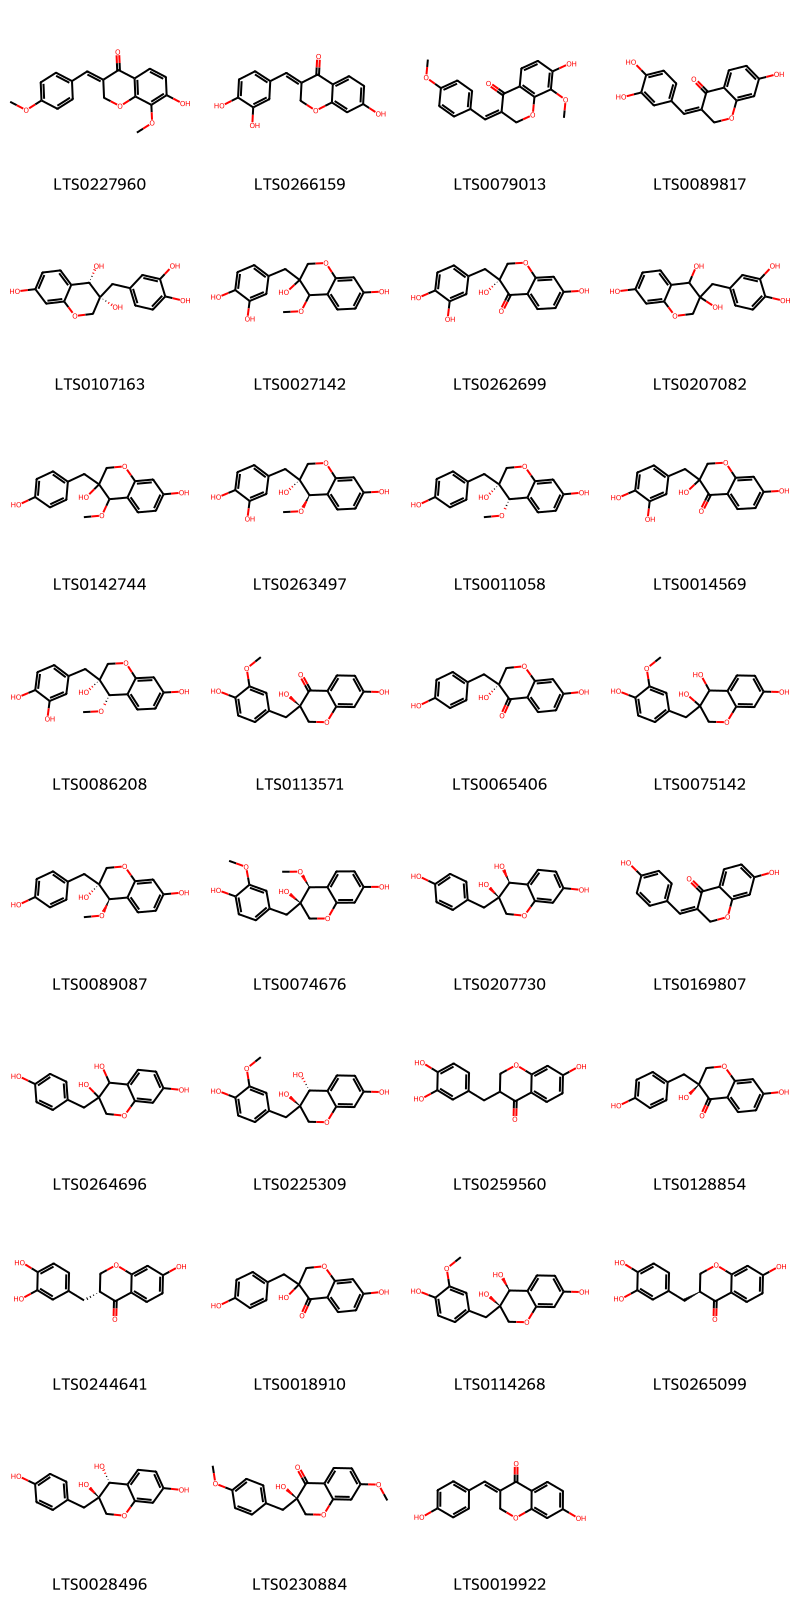 LTS0227960 LTS0266159 LTS0079013 LTS0089817
LTS0107163 LTS0027142 LTS0262699 LTS0207082
LTS0142744 LTS0263497 LTS0011058 LTS0014569
LTS0086208 LTS0113571 LTS0065406 LTS0075142
LTS0089087 LTS0074676 LTS0207730 LTS0169807
LTS0264696 LTS0225309 LTS0259560 LTS0128854
LTS0244641 LTS0018910 LTS0114268 LTS0265099
LTS0028496 LTS0230884 LTS0019922